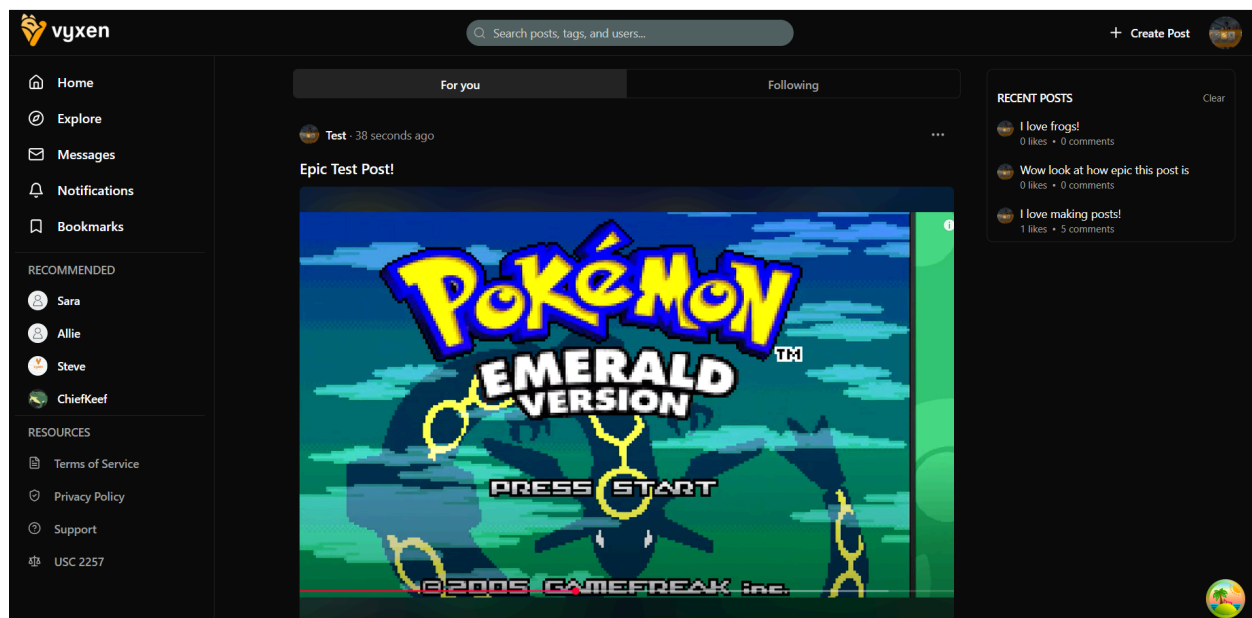 vyxen
Search posts, tags, and users...
+ Create Post
Home
Explore
Messages
Notifications
Bookmarks
RECOMMENDED
Sara
Allie
Steve
ChiefKeef
RESOURCES
Terms of Service
Privacy Policy
Support
USC 2257
For you
Following
Test · 38 seconds ago
Epic Test Post!
POKéMON
TM
EMERALD
VERSION
PRESS START
©2005 GAMEFREAK inc.
RECENT POSTS
Clear
I love frogs!
0 likes • 0 comments
Wow look at how epic this post is
0 likes • 0 comments
I love making posts!
1 likes • 5 comments